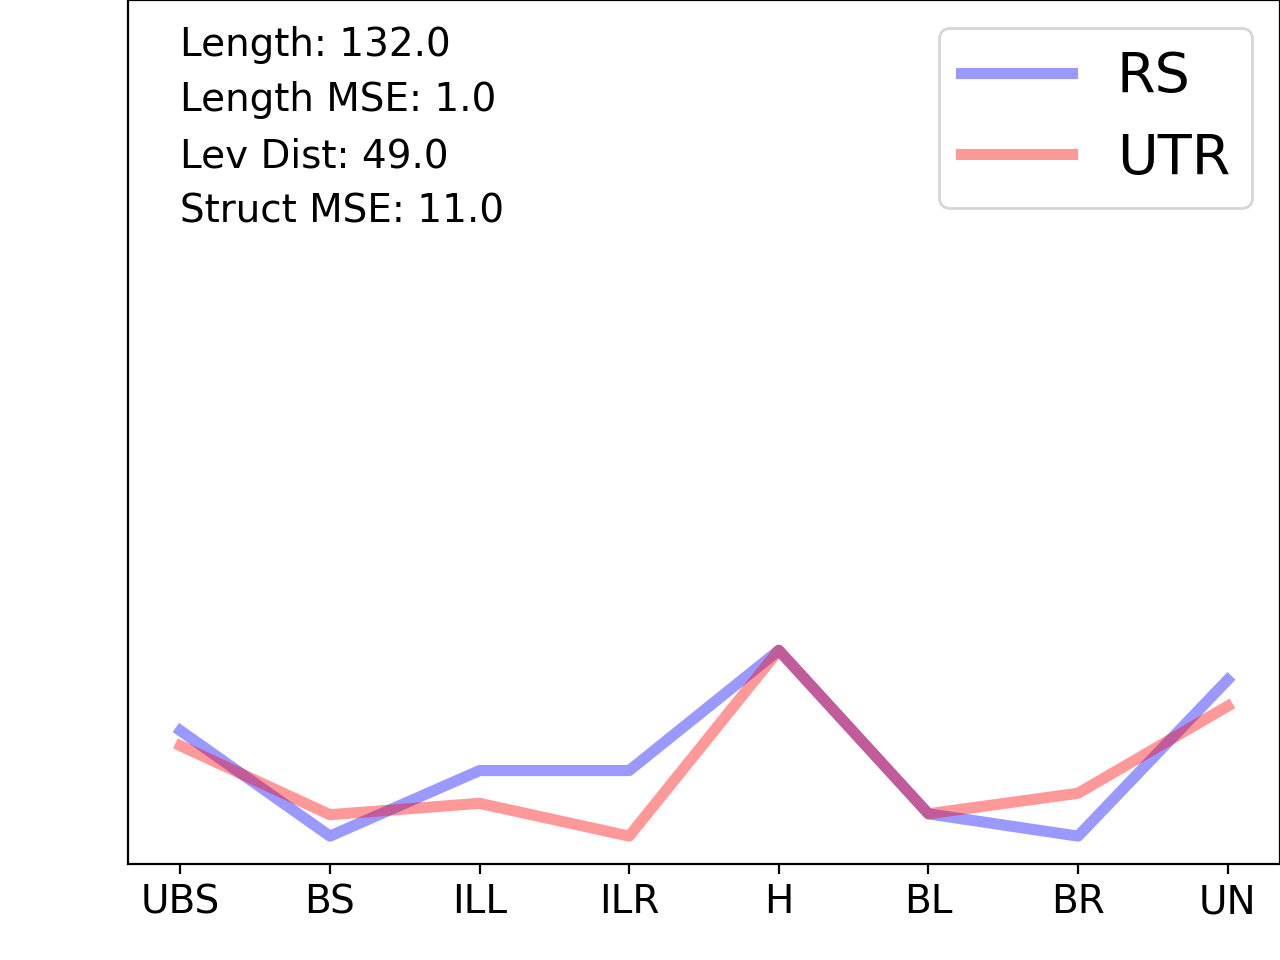 Length: 132.0
Length MSE: 1.0
Lev Dist: 49.0
Struct MSE: 11.0
RS
UTR
UBS BS ILL ILR H BL BR UN